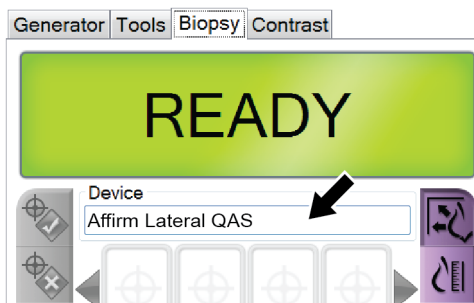 Generator Tools Biopsy Contrast
READY
Device
Affirm Lateral QAS